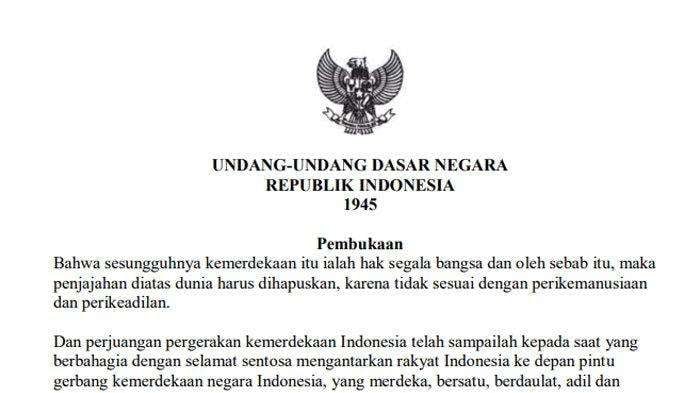 UNDANG-UNDANG DASAR NEGARA
REPUBLIK INDONESIA
1945
Pembukaan
Bahwa sesungguhnya kemerdekaan itu ialah hak segala bangsa dan oleh sebab itu, maka
penjajahan diatas dunia harus dihapuskan, karena tidak sesuai dengan perikemanusiaan
dan perikeadilan.
Dan perjuangan pergerakan kemerdekaan Indonesia telah sampailah kepada saat yang
berbahagia dengan selamat sentosa mengantarkan rakyat Indonesia ke depan pintu
gerbang kemerdekaan negara Indonesia, yang merdeka, bersatu, berdaulat, adil dan